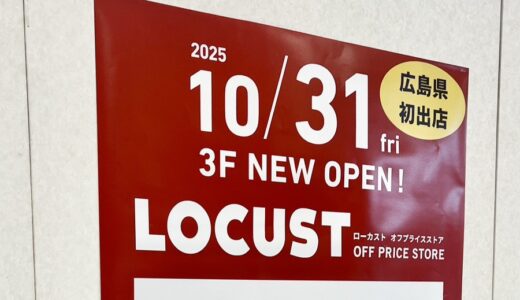 2025
10/31 fri
広島県
初出店
3F NEW OPEN!
LOCUST
ローカスト オフプライスストア
OFF PRICE STORE